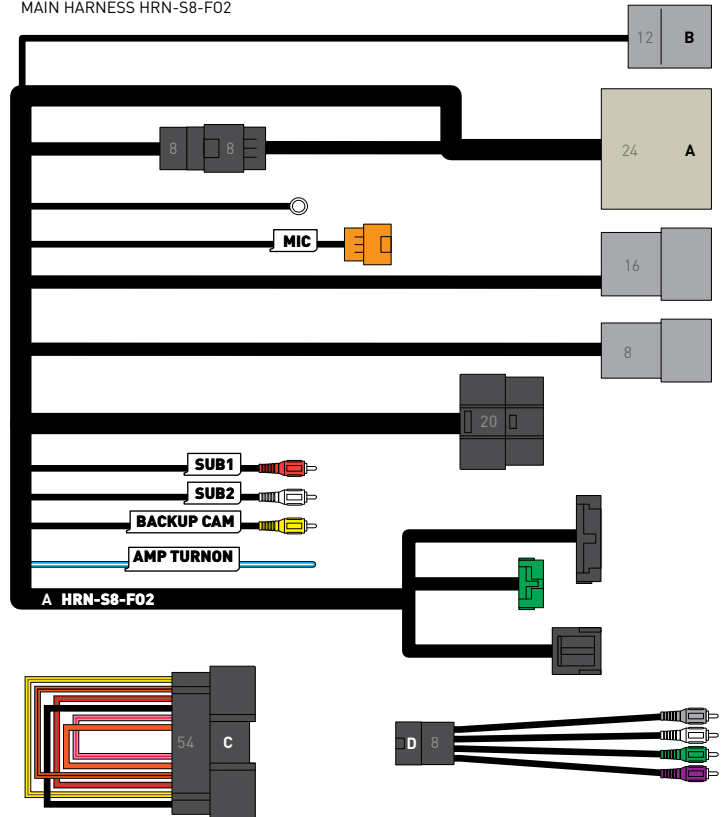 MAIN HARNESS HRN-S8-F02
12 B
24 A
8 8
MIC
16
8
20
SUB1
SUB2
BACKUP CAM
AMP TURNON
A HRN-S8-F02
54 C
D 8